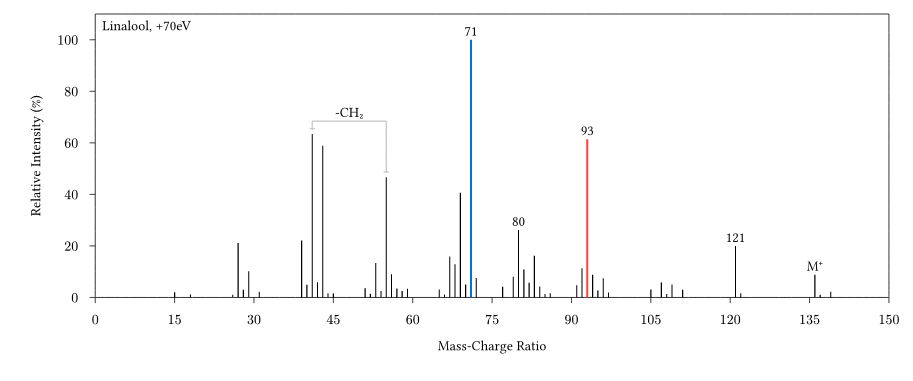 Linalool, +70eV
100
80
60
40
20
0
Relative Intensity (%)
-CH₂
71
93
80
121
M⁺
0 15 30 45 60 75 90 105 120 135 150
Mass-Charge Ratio